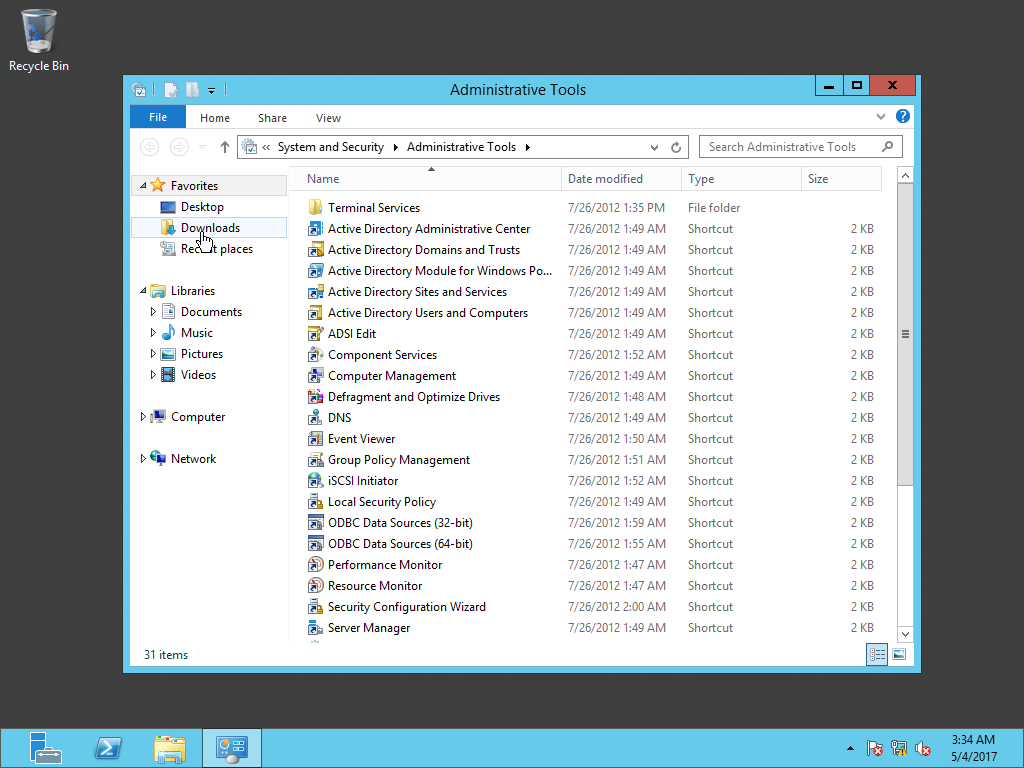 Recycle Bin
Administrative Tools
File Home Share View
« System and Security Administrative Tools
Search Administrative Tools
Name Date modified Type Size
Favorites
Desktop
Downloads
Libraries
Documents
Music
Pictures
Videos
Computer
Network
Terminal Services 7/26/2012 1:35 PM File folder
Active Directory Administrative Center 7/26/2012 1:49 AM Shortcut 2 KB
Active Directory Domains and Trusts 7/26/2012 1:49 AM Shortcut 2 KB
Active Directory Module for Windows Po... 7/26/2012 1:49 AM Shortcut 2 KB
Active Directory Sites and Services 7/26/2012 1:49 AM Shortcut 2 KB
Active Directory Users and Computers 7/26/2012 1:49 AM Shortcut 2 KB
ADSI Edit 7/26/2012 1:49 AM Shortcut 2 KB
Component Services 7/26/2012 1:52 AM Shortcut 2 KB
Computer Management 7/26/2012 1:49 AM Shortcut 2 KB
Defragment and Optimize Drives 7/26/2012 1:48 AM Shortcut 2 KB
DNS 7/26/2012 1:49 AM Shortcut 2 KB
Event Viewer 7/26/2012 1:50 AM Shortcut 2 KB
Group Policy Management 7/26/2012 1:51 AM Shortcut 2 KB
iSCSI Initiator 7/26/2012 1:52 AM Shortcut 2 KB
Local Security Policy 7/26/2012 1:49 AM Shortcut 2 KB
ODBC Data Sources (32-bit) 7/26/2012 1:59 AM Shortcut 2 KB
ODBC Data Sources (64-bit) 7/26/2012 1:55 AM Shortcut 2 KB
Performance Monitor 7/26/2012 1:47 AM Shortcut 2 KB
Resource Monitor 7/26/2012 1:47 AM Shortcut 2 KB
Security Configuration Wizard 7/26/2012 2:00 AM Shortcut 2 KB
Server Manager 7/26/2012 1:49 AM Shortcut 2 KB
31 items
3:34 AM
5/4/2017